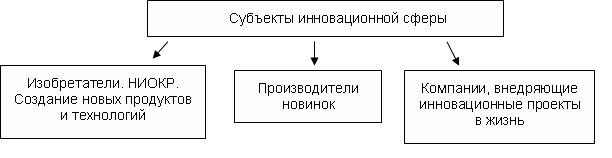 Субъекты инновационной сферы
Изобретатели. НИОКР.
Создание новых продуктов
и технологий
Производители
новинок
Компании, внедряющие
инновационные проекты
в жизнь